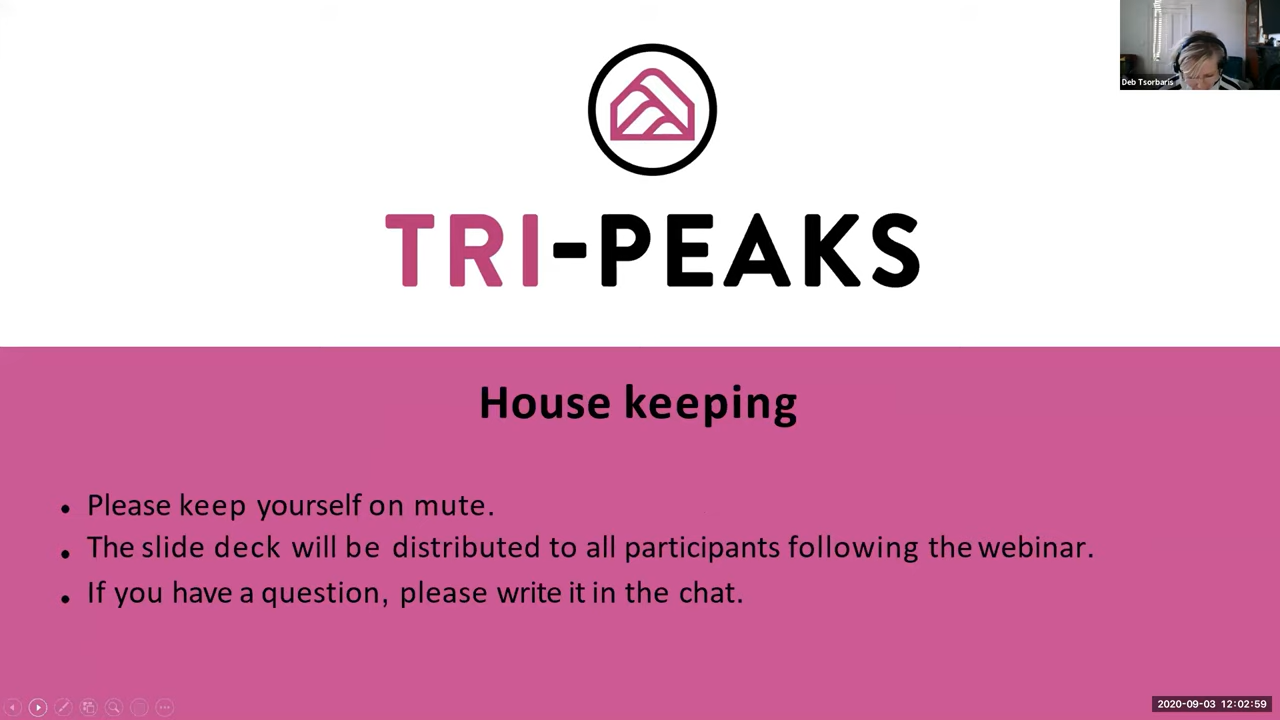 Deb Tsorbaris
TRI-PEAKS
House keeping
• Please keep yourself on mute.
• The slide deck will be distributed to all participants following the webinar.
• If you have a question, please write it in the chat.
2020-09-03 12:02:59